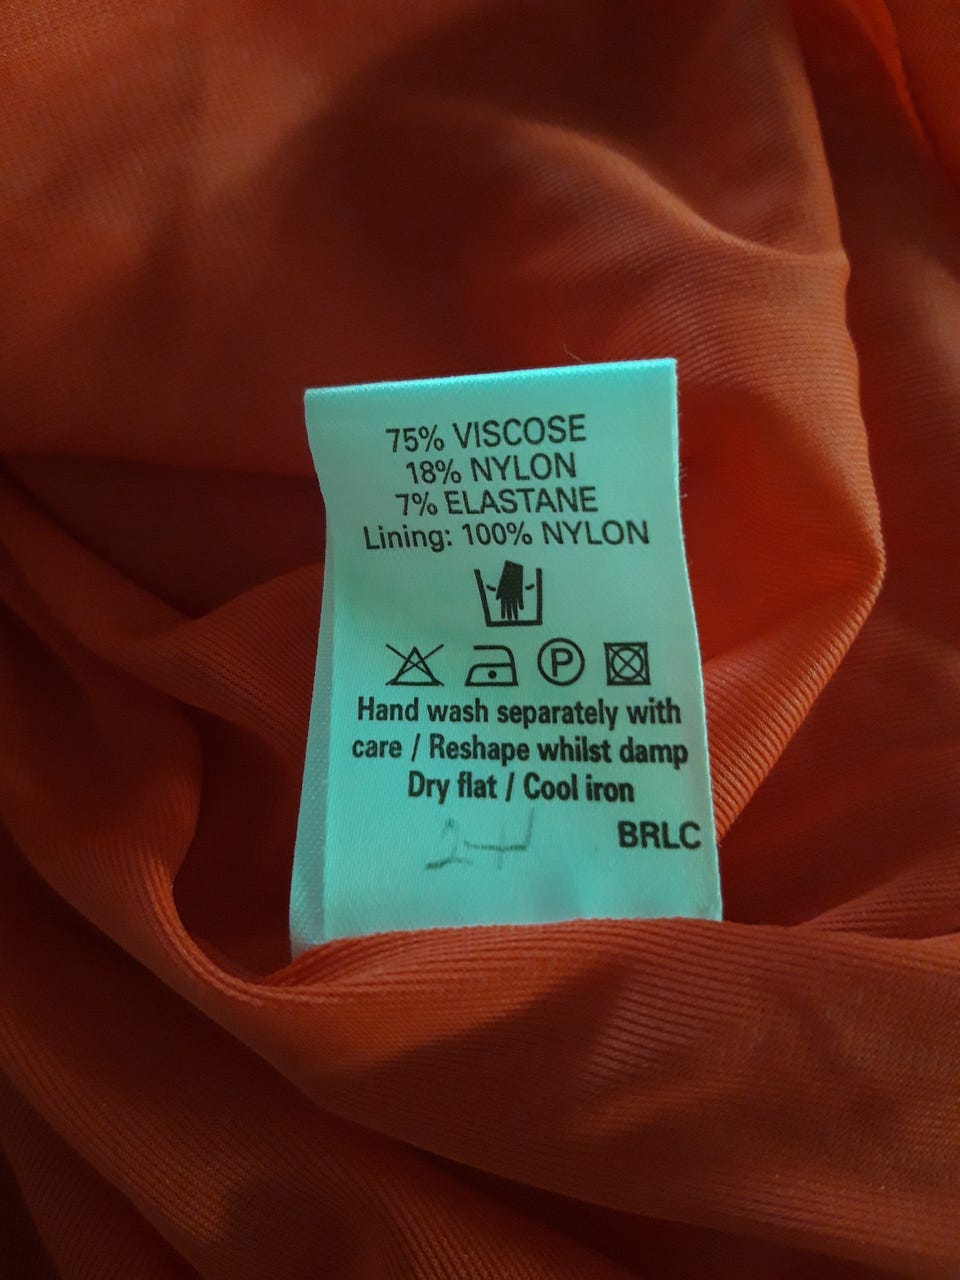 75% VISCOSE
18% NYLON
7% ELASTANE
Lining: 100% NYLON
P
Hand wash separately with
care / Reshape whilst damp
Dry flat / Cool iron
BRLC